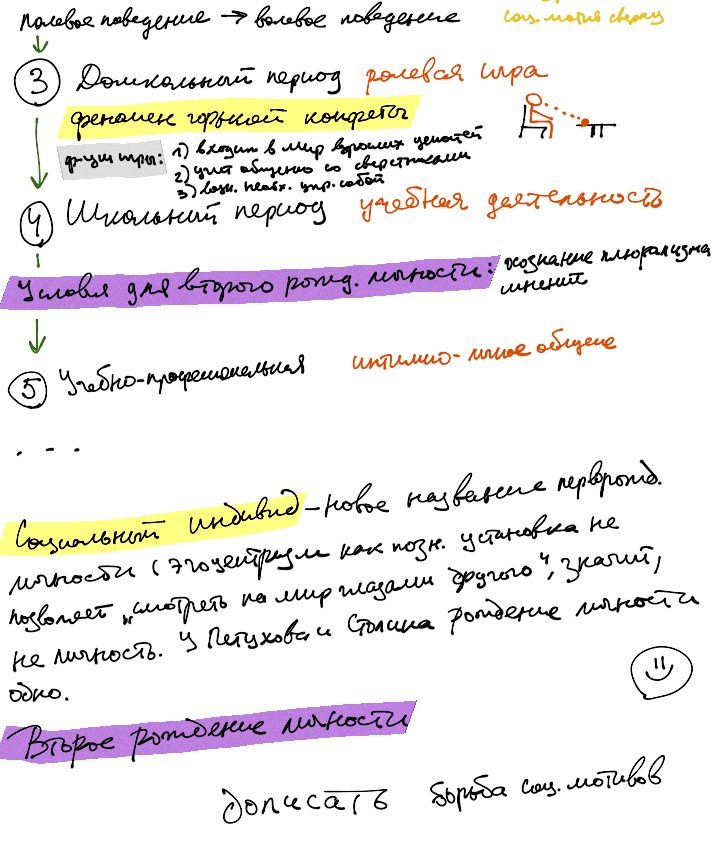 полевое поведение → волевое поведение
соц. мотив сверху
③ Дошкольный период ролевая игра
феномен горькой конфеты
ф-ции игры: 1) входит в мир взрослых ценностей
2) учит общению со сверстниками
3) возн. необх. упр. собой
④ Школьный период учебная деятельность
Условя для второго рожд. личности: осознание плюрализма
мнений
⑤ Учебно-професиональная интимно-личное общение
. - -
Социальный индивид - новое название перврожд.
личности (эгоцентризм как позн. установка не
позволяет „смотреть на мир глазами другого“, значит,
не личность. У Петухова и Столина рождение личности
одно.
Второе рождение личности
дописать борьба соц. мотивов